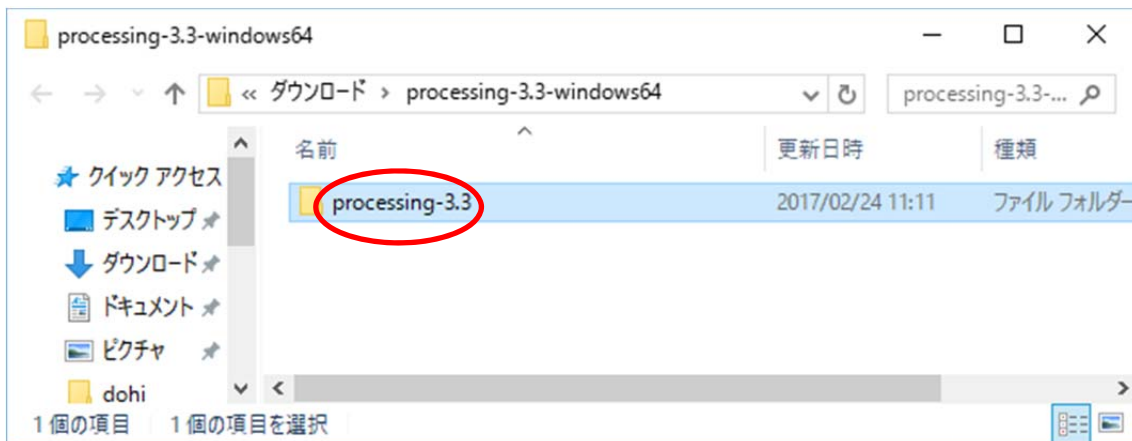 processing-3.3-windows64
« ダウンロード › processing-3.3-windows64
processing-3.3-...
名前 更新日時 種類
クイック アクセス
processing-3.3 2017/02/24 11:11 ファイル フォルダー
デスクトップ
ダウンロード
ドキュメント
ピクチャ
dohi
1 個の項目 1 個の項目を選択